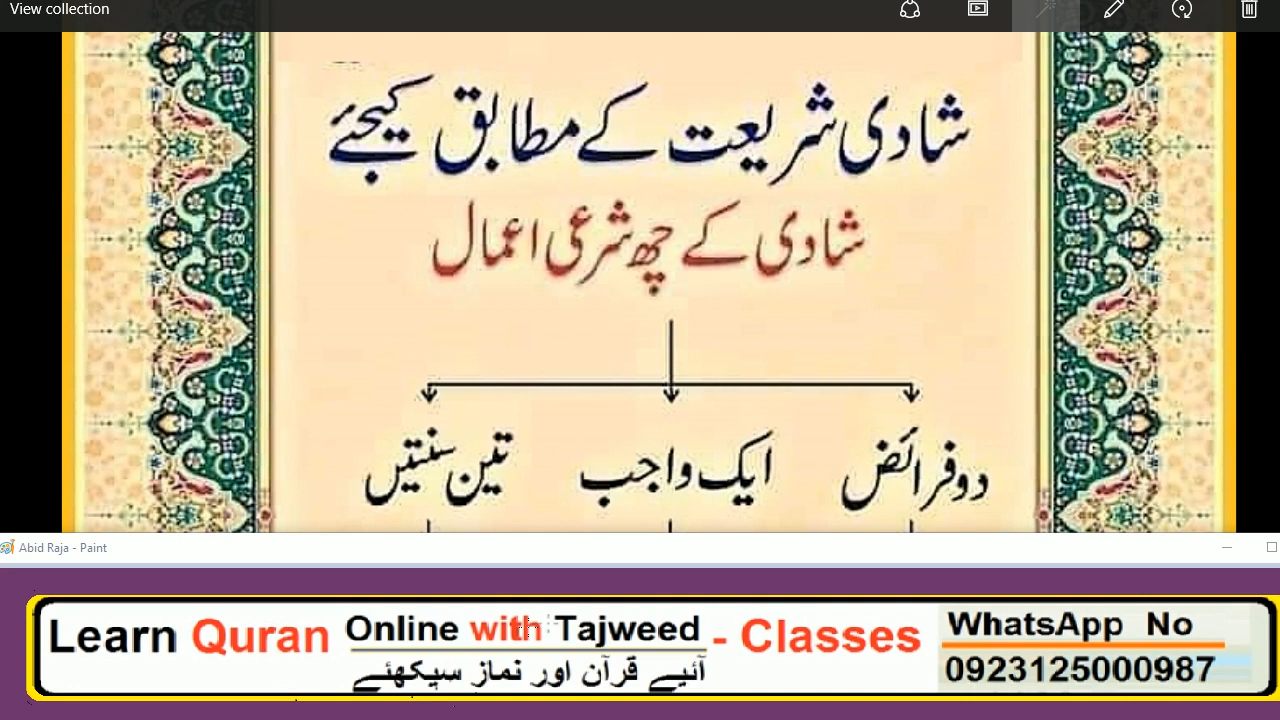 View collection
شادی شریعت کے مطابق کیجئے
شادی کے چھ شرعی اعمال
دو فرائض
ایک واجب
تین سنتیں
Abid Raja - Paint
Learn Quran Online with Tajweed - Classes
آئیے قرآن اور نماز سیکھئے
WhatsApp No
0923125000987